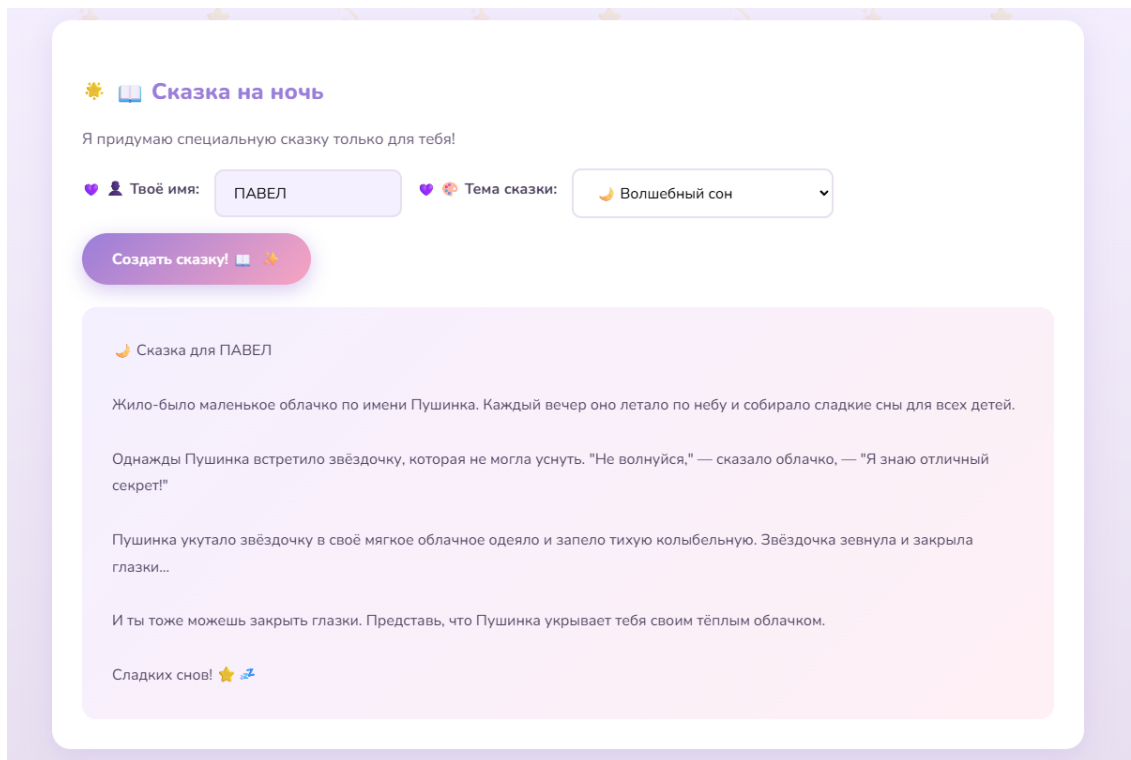 Сказка на ночь
Я придумаю специальную сказку только для тебя!
Твоё имя: ПАВЕЛ Тема сказки: Волшебный сон
Создать сказку!
Сказка для ПАВЕЛ
Жило-было маленькое облачко по имени Пушинка. Каждый вечер оно летало по небу и собирало сладкие сны для всех детей.
Однажды Пушинка встретило звёздочку, которая не могла уснуть. "Не волнуйся," — сказало облачко, — "Я знаю отличный
секрет!"
Пушинка укутало звёздочку в своё мягкое облачное одеяло и запело тихую колыбельную. Звёздочка зевнула и закрыла
глазки...
И ты тоже можешь закрыть глазки. Представь, что Пушинка укрывает тебя своим тёплым облачком.
Сладких снов!